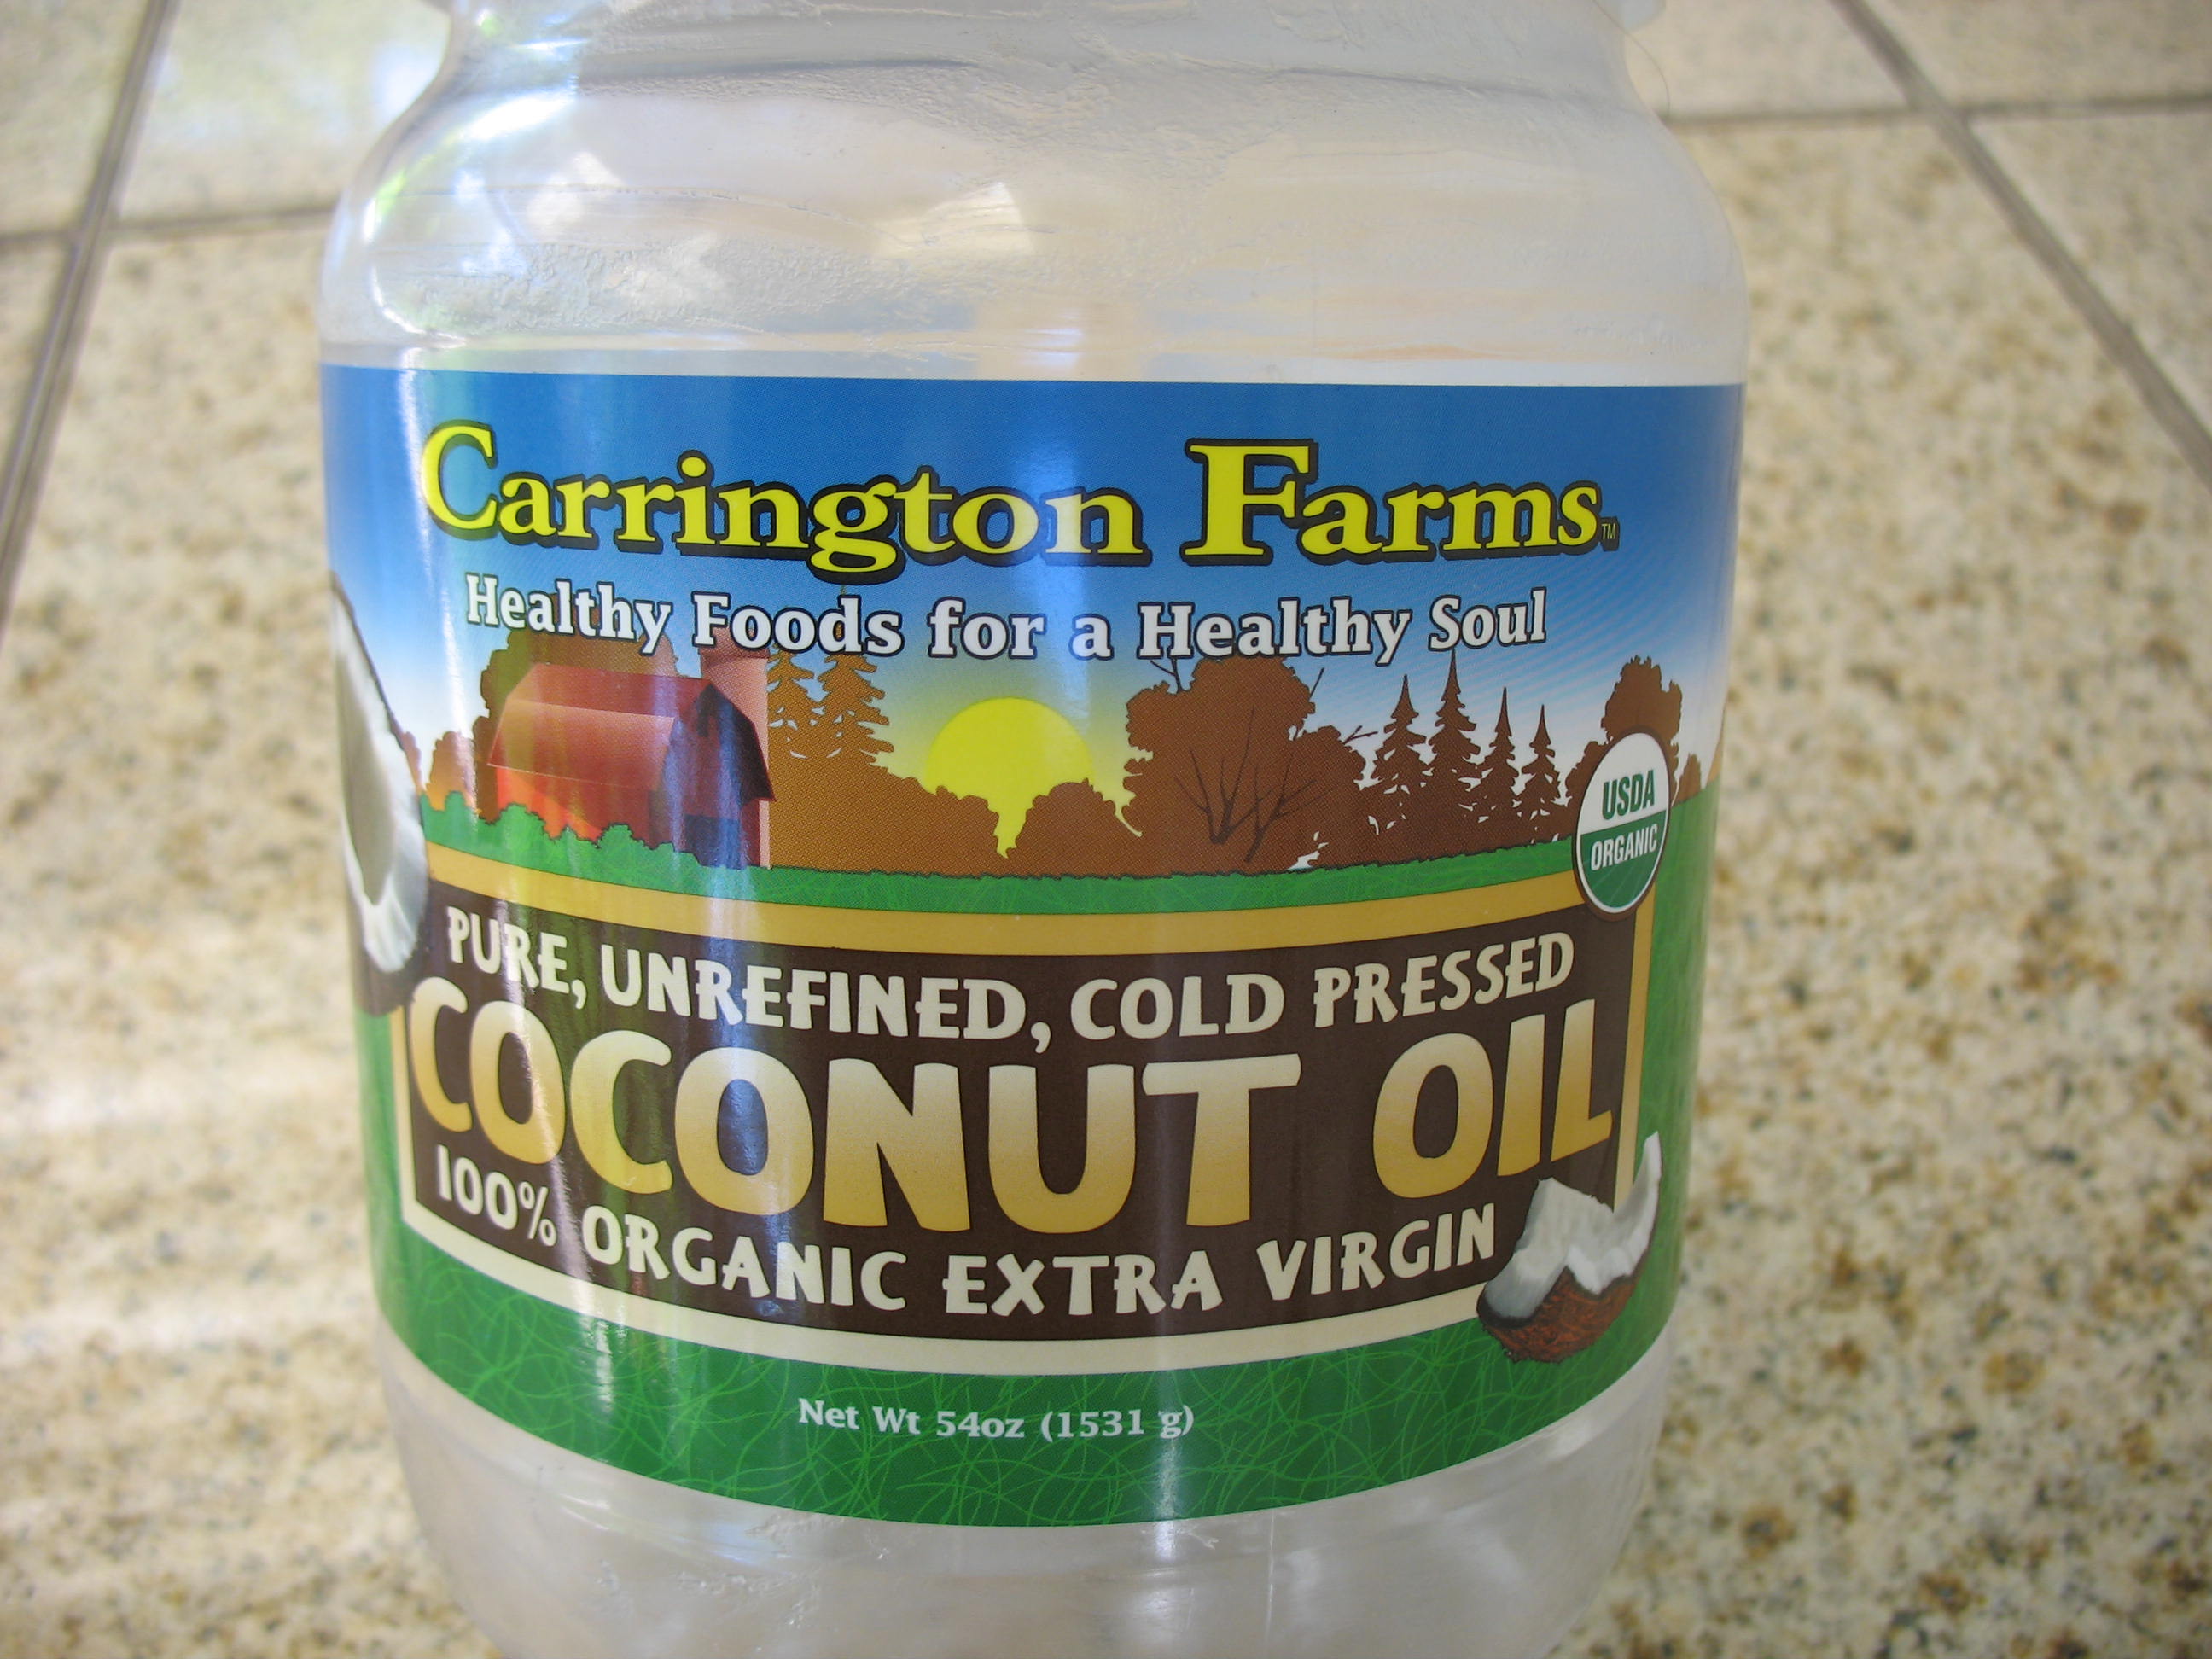 Carrington Farms™
Healthy Foods for a Healthy Soul
USDA
ORGANIC
PURE, UNREFINED, COLD PRESSED
COCONUT OIL
100% ORGANIC EXTRA VIRGIN
Net Wt 54oz (1531 g)